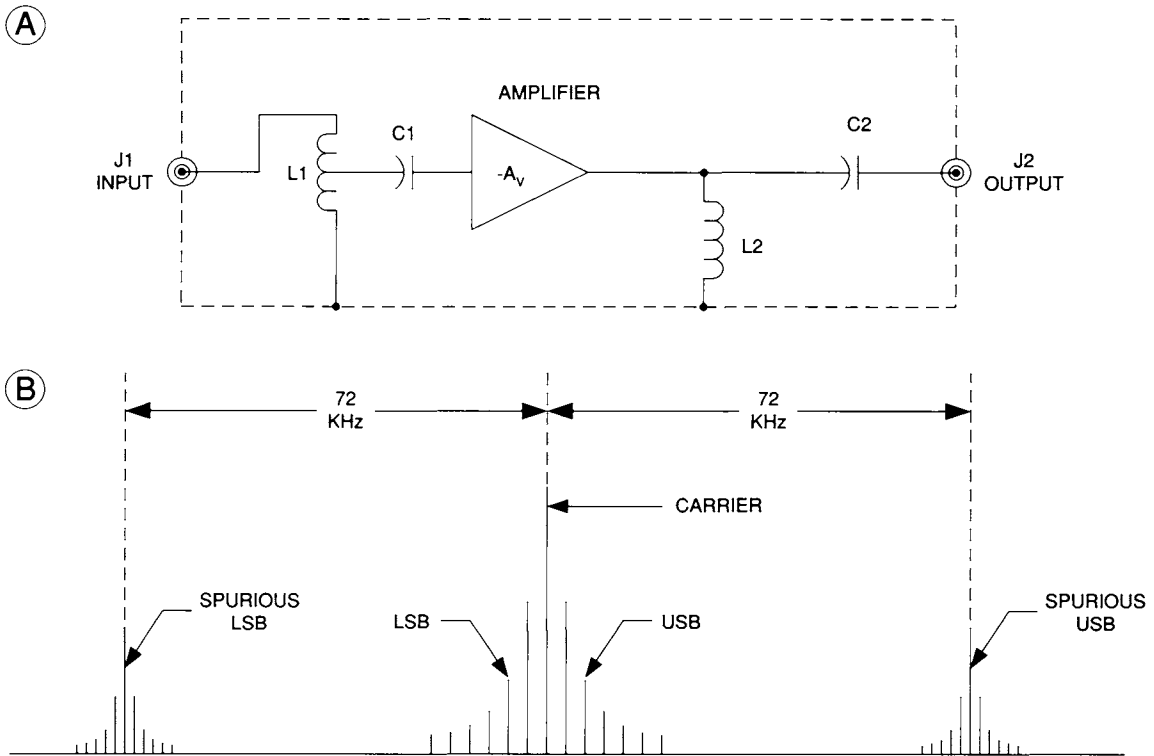 A
AMPLIFIER
J1
INPUT
L1
C1
-Av
C2
J2
OUTPUT
L2
B
72
KHz
72
KHz
CARRIER
SPURIOUS
LSB
LSB
USB
SPURIOUS
USB